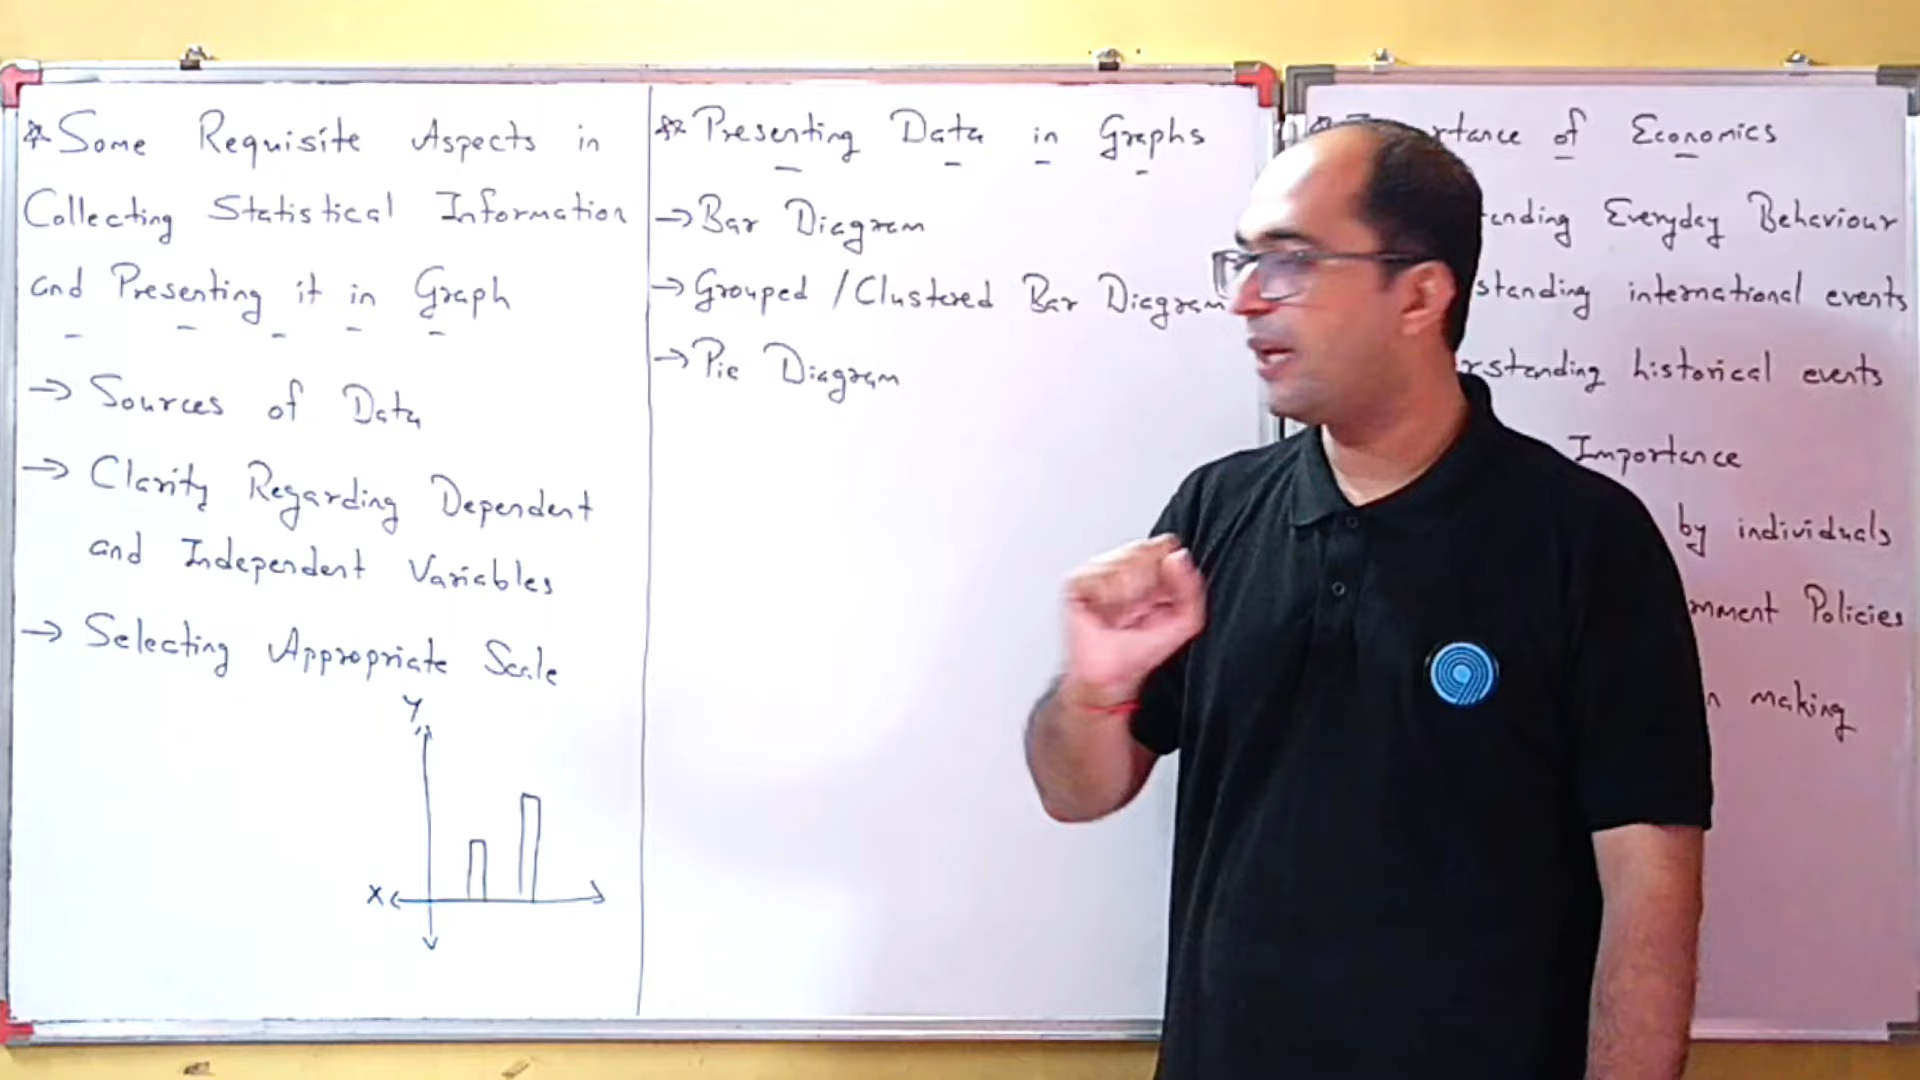 Some Requisite Aspects in
Collecting Statistical Information
and Presenting it in Graph
→ Sources of Data
→ Clarity Regarding Dependent
and Independent Variables
→ Selecting Appropriate Scale
Y
X
Presenting Data in Graphs
→ Bar Diagram
→ Grouped / Clustered Bar Diagram
→ Pie Diagram
of Economics
Everyday Behaviour
international events
historical events
Importance
by individuals
Policies
making